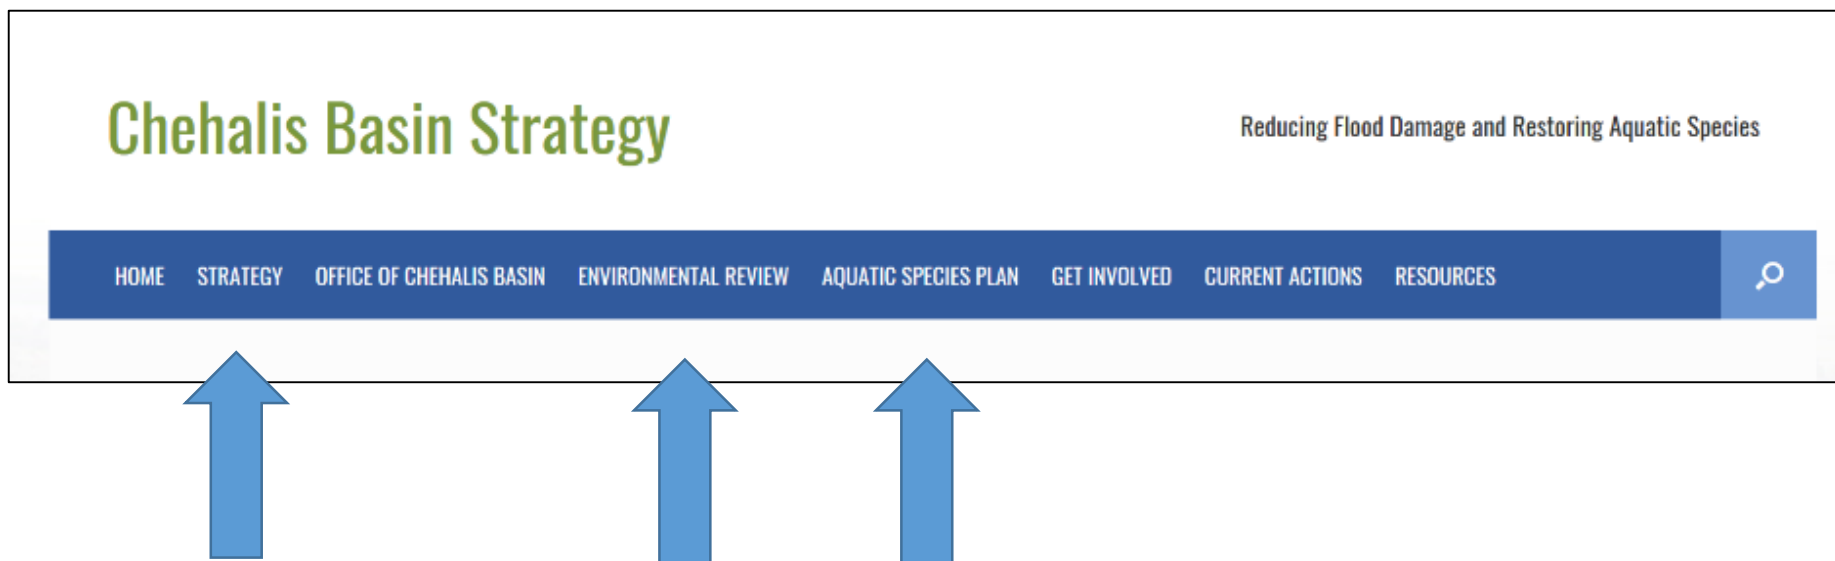 Chehalis Basin Strategy
Reducing Flood Damage and Restoring Aquatic Species
HOME STRATEGY OFFICE OF CHEHALIS BASIN ENVIRONMENTAL REVIEW AQUATIC SPECIES PLAN GET INVOLVED CURRENT ACTIONS RESOURCES